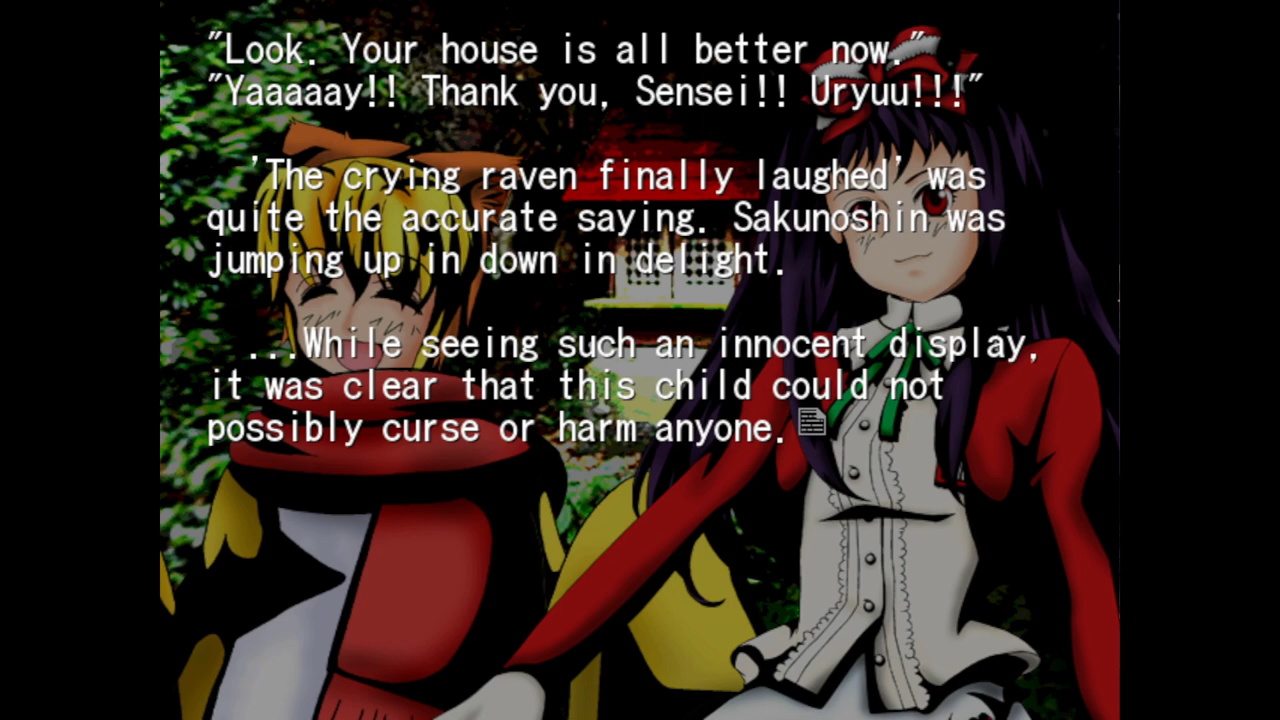 "Look. Your house is all better now."
"Yaaaaay!! Thank you, Sensei!! Uryuu!!!"
'The crying raven finally laughed' was
quite the accurate saying. Sakunoshin was
jumping up in down in delight.
...While seeing such an innocent display,
it was clear that this child could not
possibly curse or harm anyone.